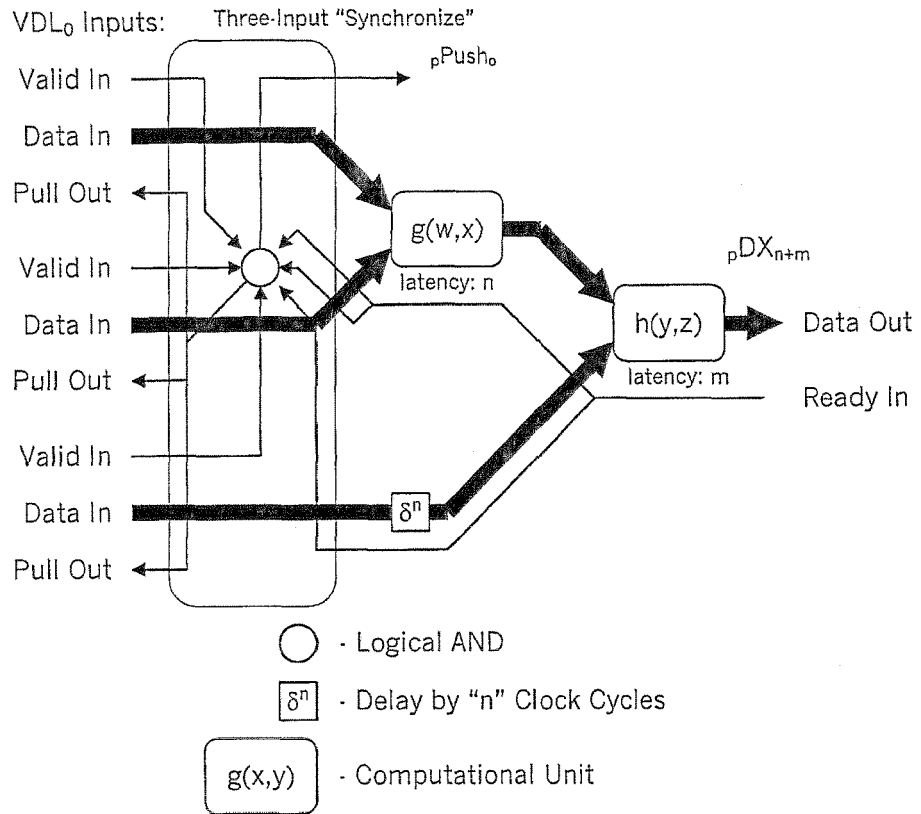 VDL₀ Inputs:
Three-Input “Synchronize”
Valid In
ₚPush₀
Data In
Pull Out
g(w,x)
latency: n
Valid In
ₚDXₙ₊ₘ
Data In
h(y,z)
Data Out
latency: m
Pull Out
Ready In
Valid In
Data In
δⁿ
Pull Out
- Logical AND
δⁿ - Delay by “n” Clock Cycles
g(x,y) - Computational Unit